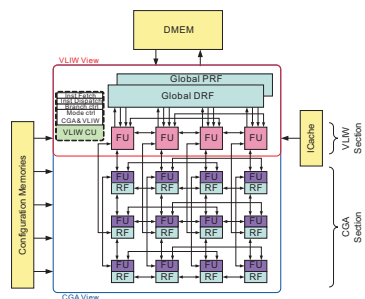 DMEM
VLIW View
Global PRF
Global DRF
Inst Fetch
Inst Dispatch
Branch ctrl
Mode ctrl
CGA & VLIW
VLIW CU
FU FU FU FU
ICache
VLIW
Section
Configuration Memories
FU FU FU FU
RF RF RF RF
FU FU FU FU
RF RF RF RF
FU FU FU FU
RF RF RF RF
CGA
Section
CGA View